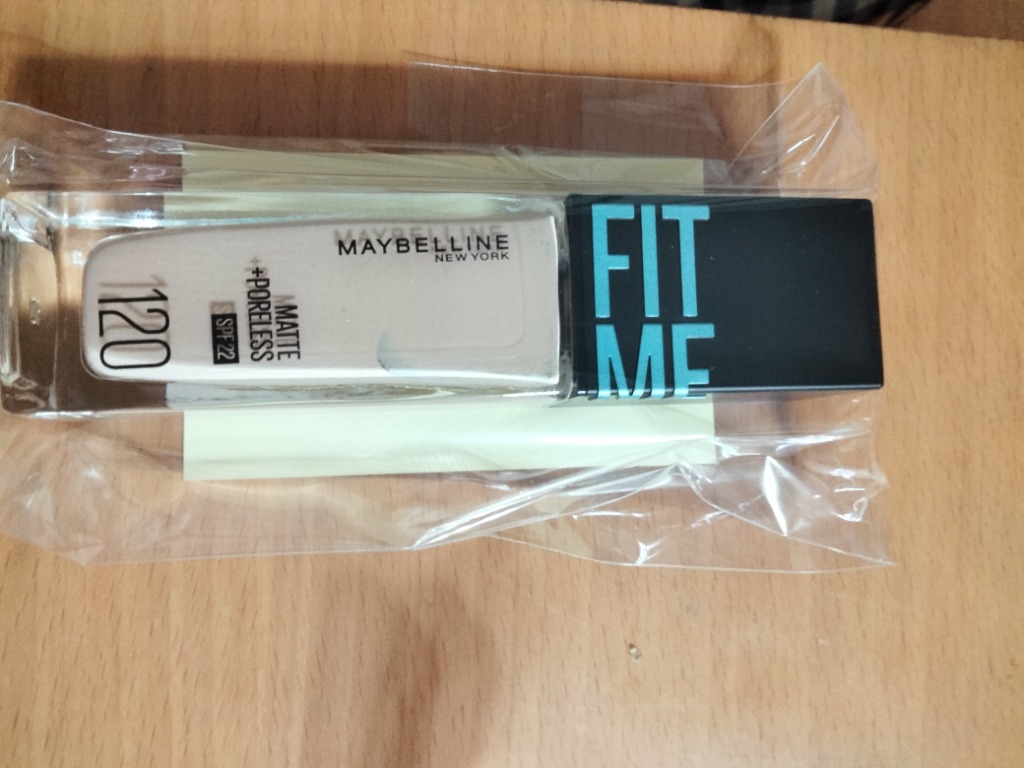 MAYBELLINE
NEW YORK
MATTE
+PORELESS
SPF 22
120
FIT
ME